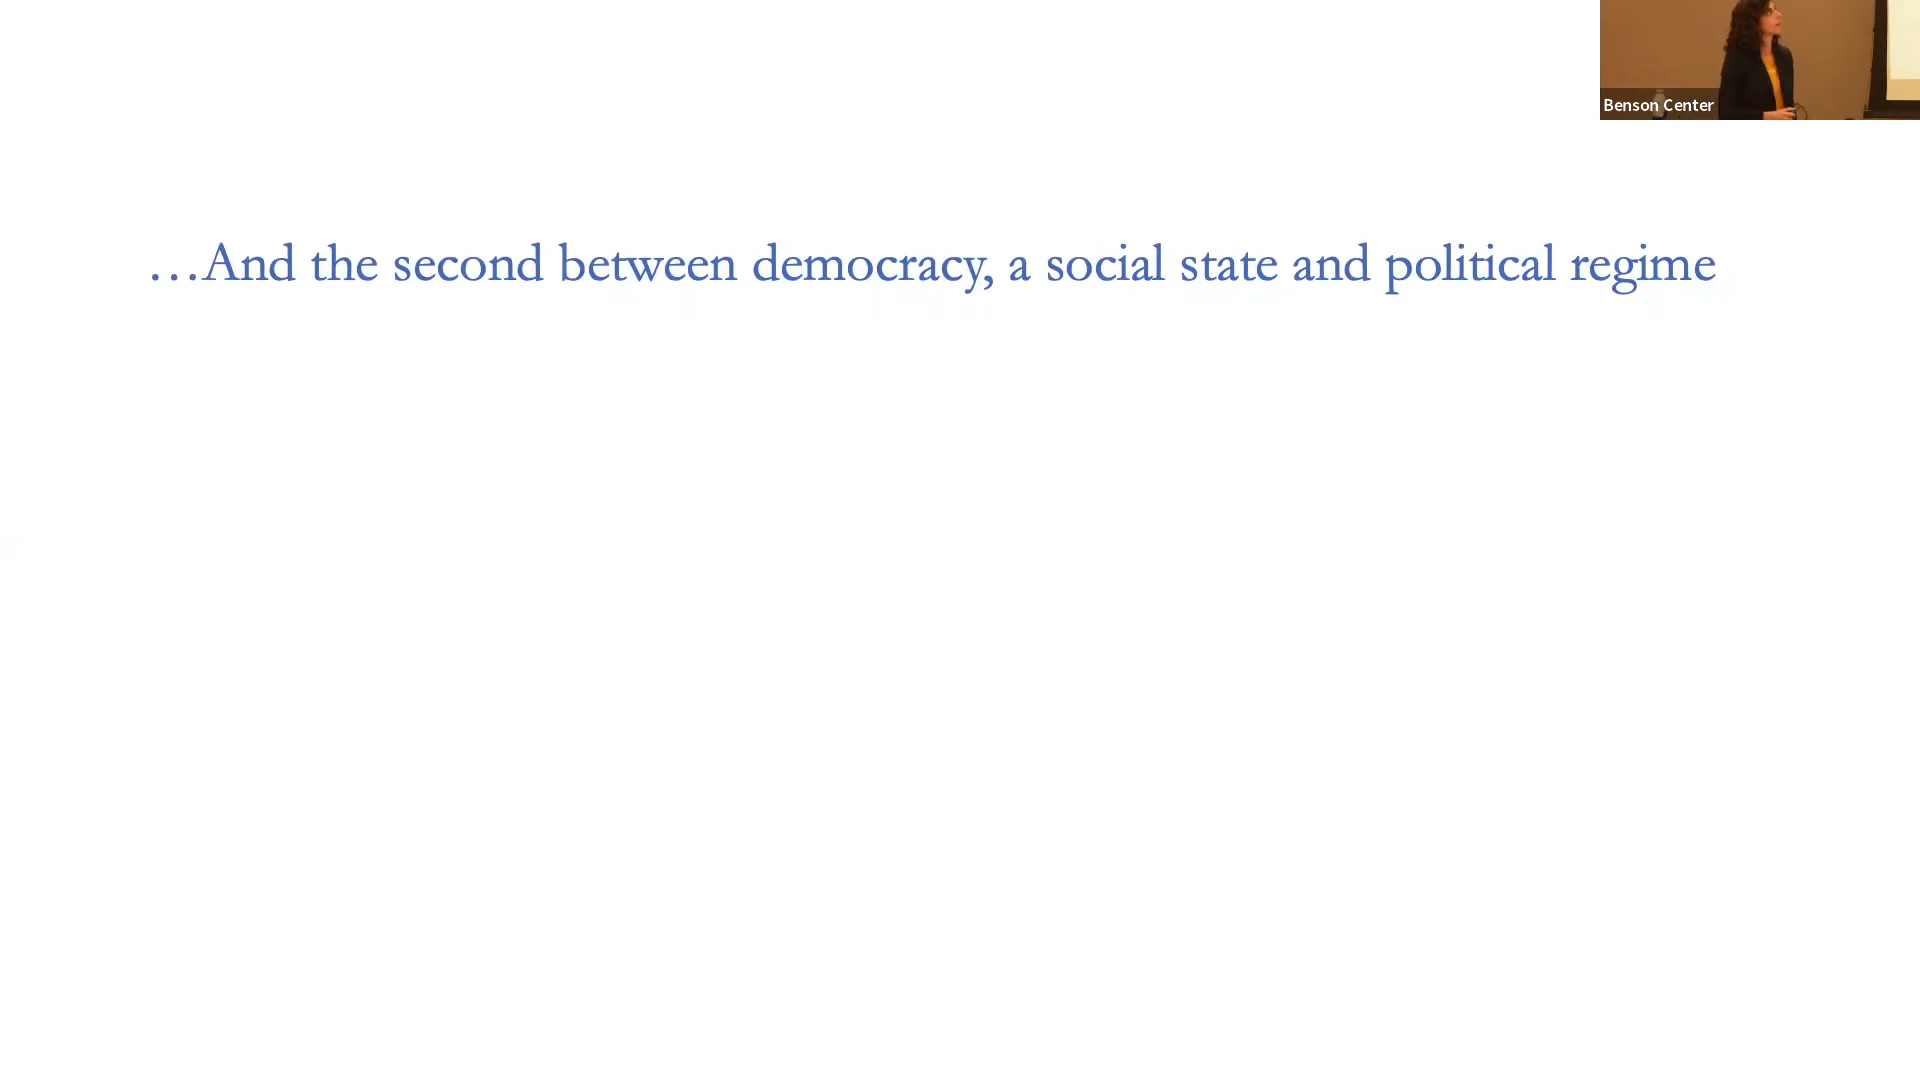 Benson Center
…And the second between democracy, a social state and political regime